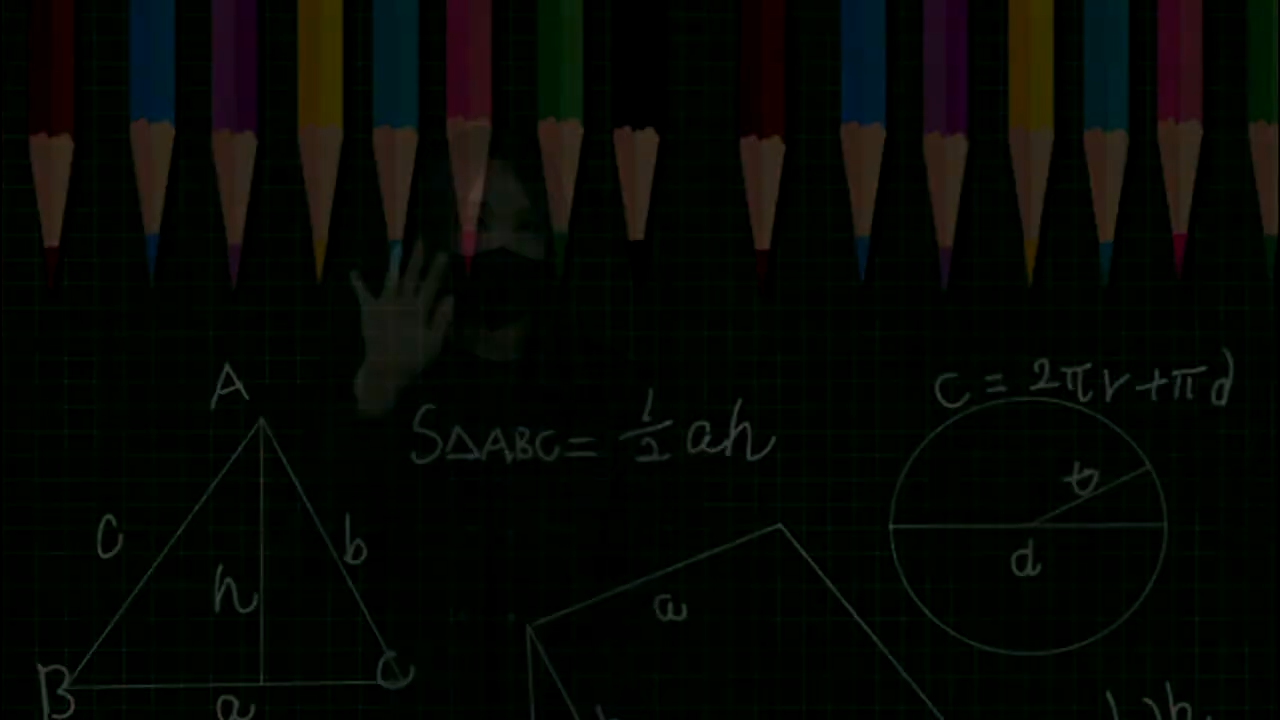 A
C = 2πr+πd
S△ABC= 1/2 ah
c
b
h
d
a
B
C
a
b